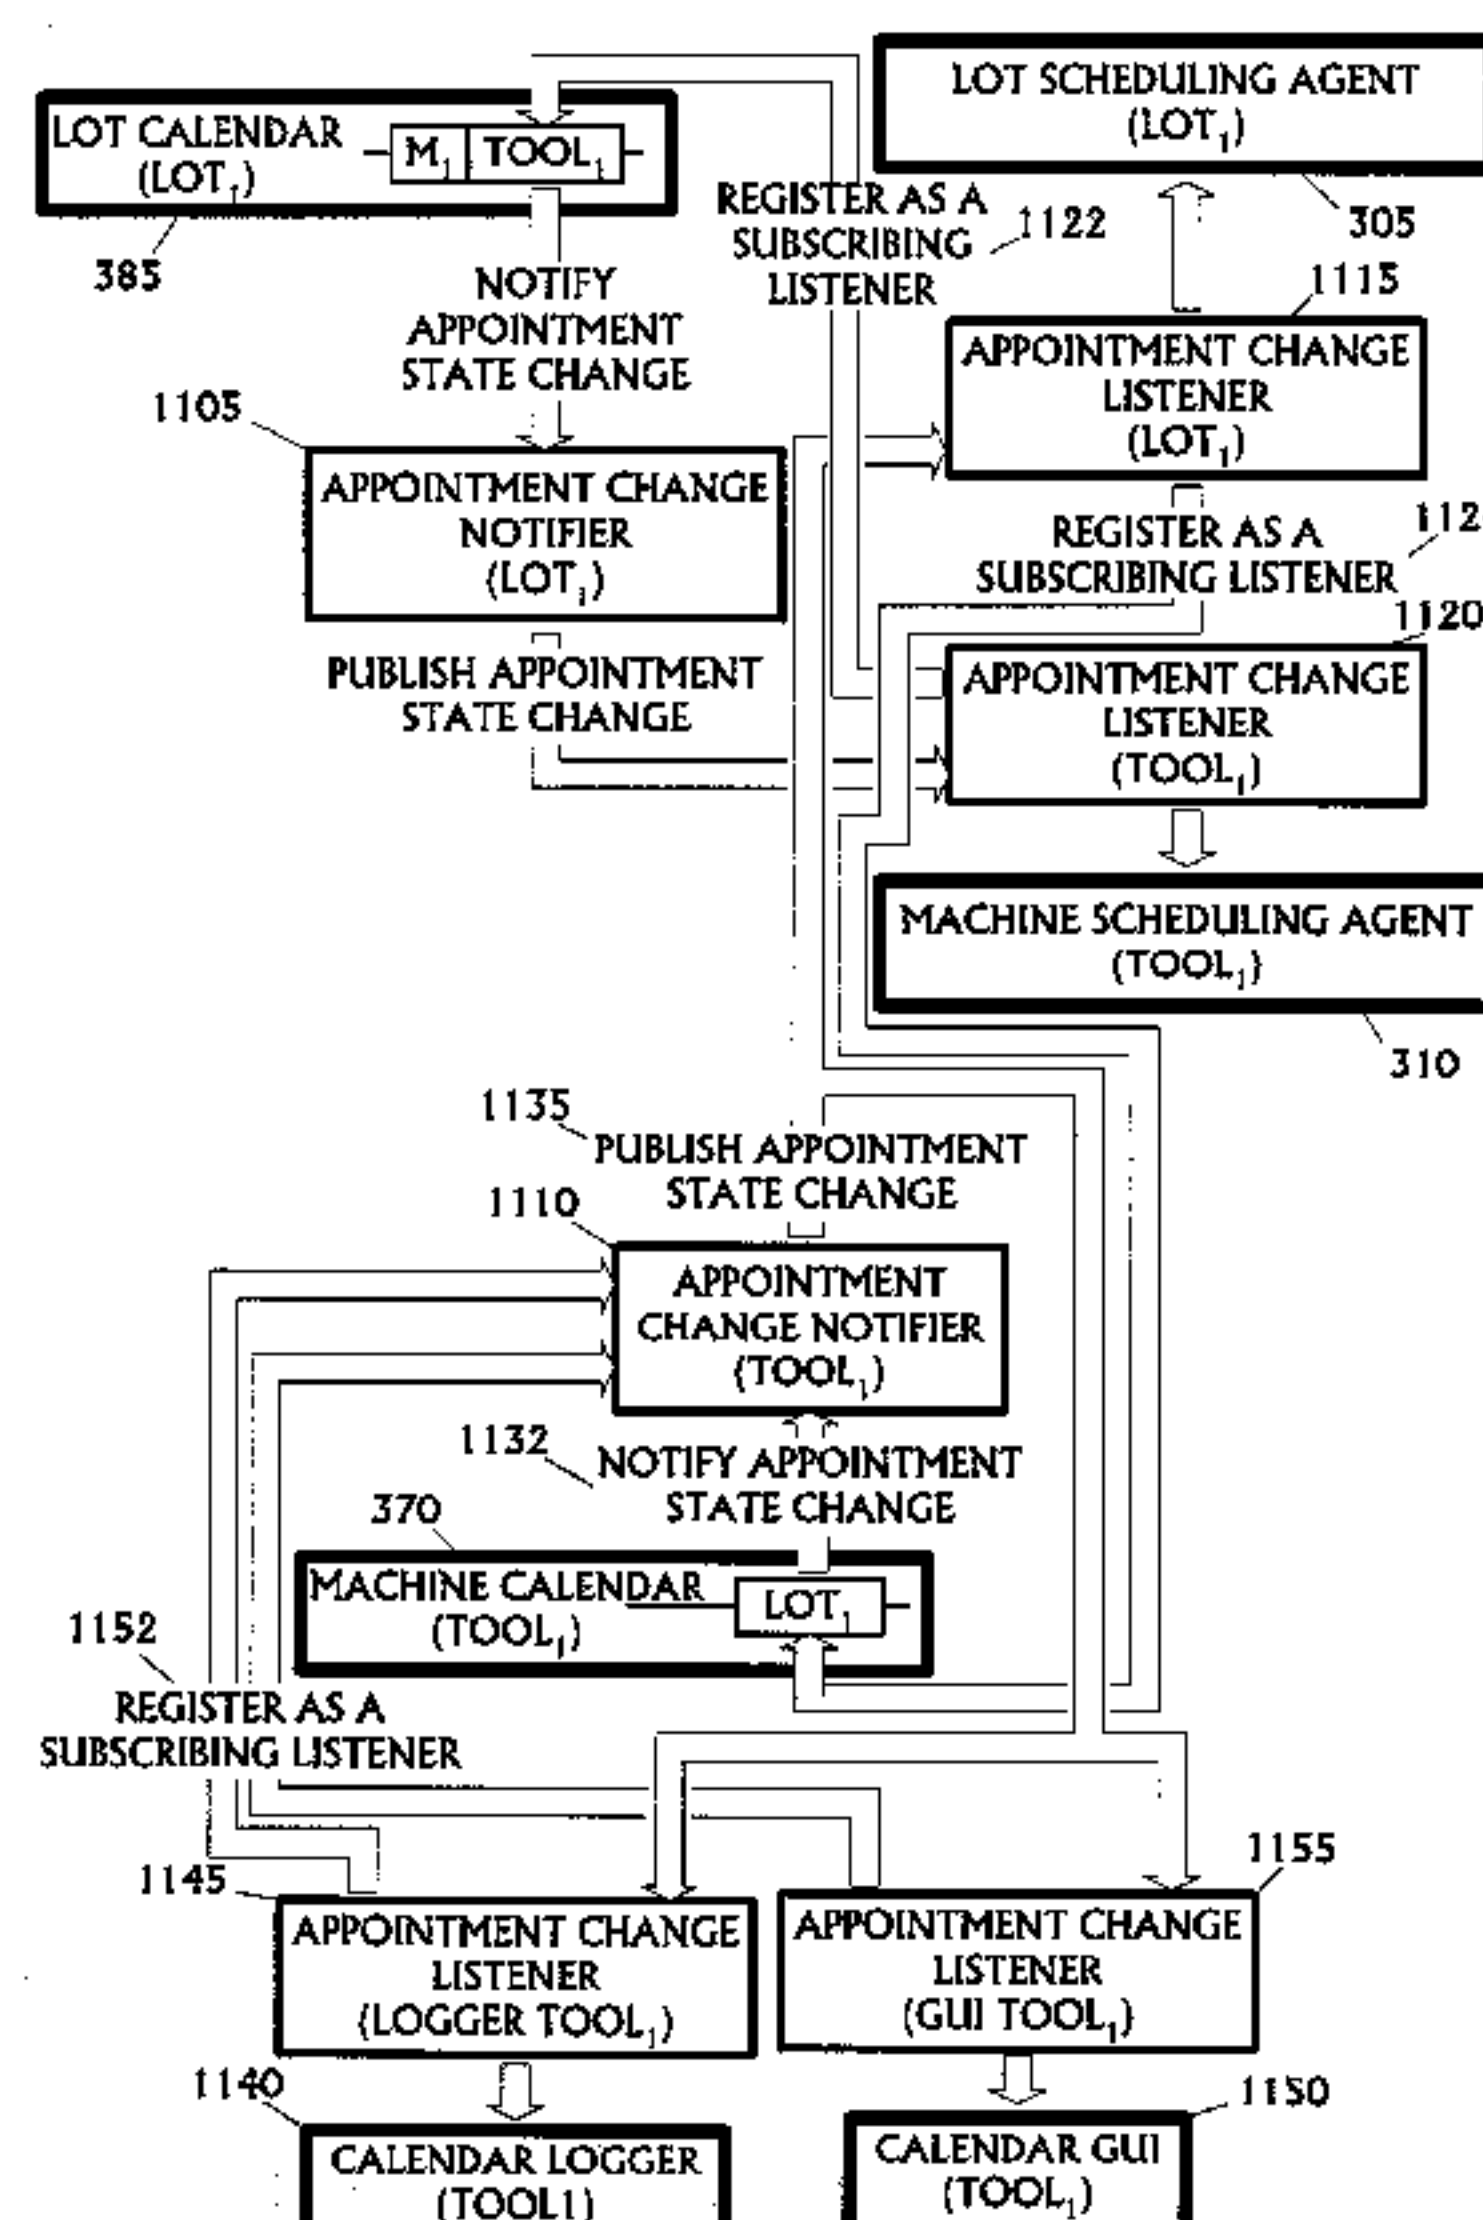 LOT SCHEDULING AGENT
(LOT₁)
305
LOT CALENDAR
(LOT₁)
M₁ TOOL₁
385
REGISTER AS A
SUBSCRIBING
LISTENER
1122
1115
NOTIFY
APPOINTMENT
STATE CHANGE
APPOINTMENT CHANGE
LISTENER
(LOT₁)
1105
APPOINTMENT CHANGE
NOTIFIER
(LOT₁)
REGISTER AS A
SUBSCRIBING LISTENER
112
1120
PUBLISH APPOINTMENT
STATE CHANGE
APPOINTMENT CHANGE
LISTENER
(TOOL₁)
MACHINE SCHEDULING AGENT
(TOOL₁)
310
1135
PUBLISH APPOINTMENT
STATE CHANGE
1110
APPOINTMENT
CHANGE NOTIFIER
(TOOL₁)
1132
NOTIFY APPOINTMENT
STATE CHANGE
370
MACHINE CALENDAR
(TOOL₁)
LOT₁
1152
REGISTER AS A
SUBSCRIBING LISTENER
1145
APPOINTMENT CHANGE
LISTENER
(LOGGER TOOL₁)
1155
APPOINTMENT CHANGE
LISTENER
(GUI TOOL₁)
1140
CALENDAR LOGGER
(TOOL1)
1150
CALENDAR GUI
(TOOL₁)